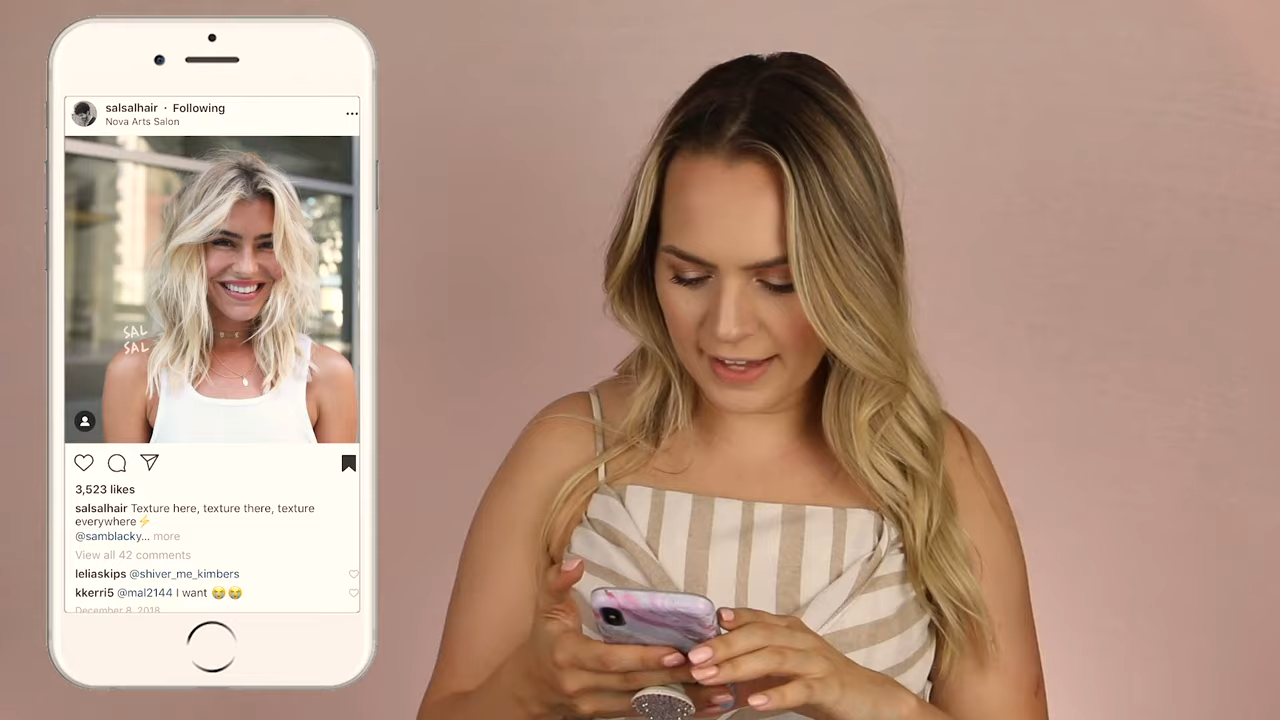 salsalhair · Following
Nova Arts Salon
SAL
SAL
3,523 likes
salsalhair Texture here, texture there, texture
everywhere⚡
@samblacky... more
View all 42 comments
leliaskips @shiver_me_kimbers
kkerri5 @mal2144 I want 😭😭
December 8, 2018